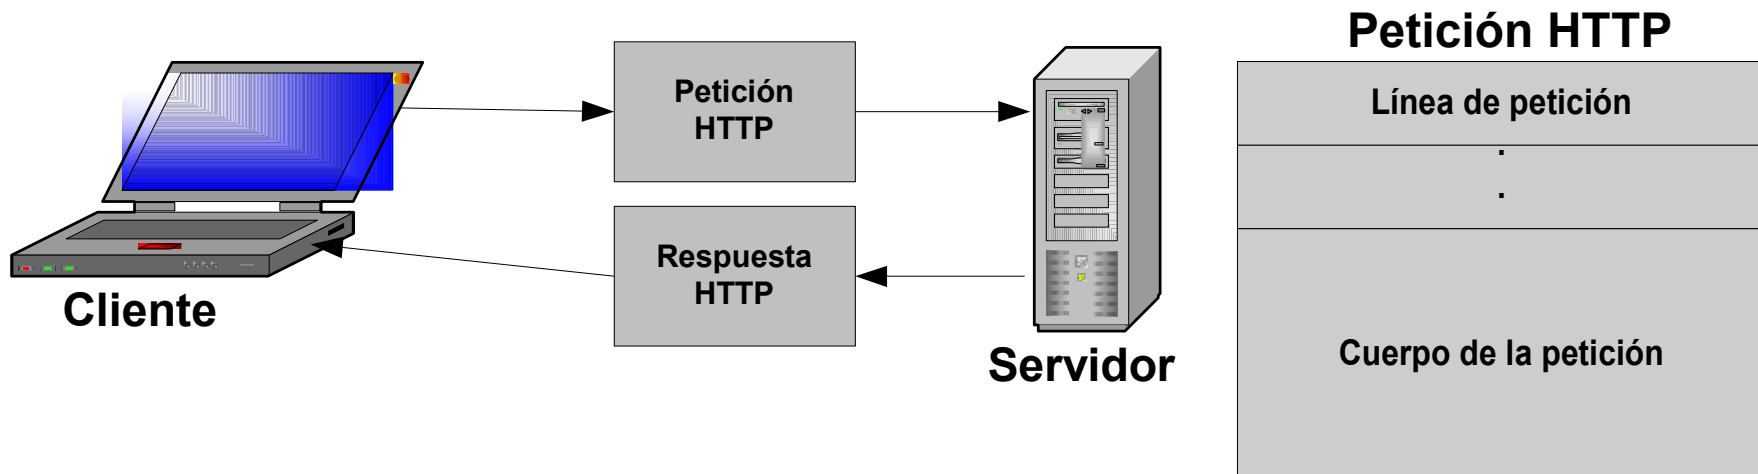 Petición HTTP
Petición
HTTP
Línea de petición
.
.
Respuesta
HTTP
Cliente
Servidor
Cuerpo de la petición